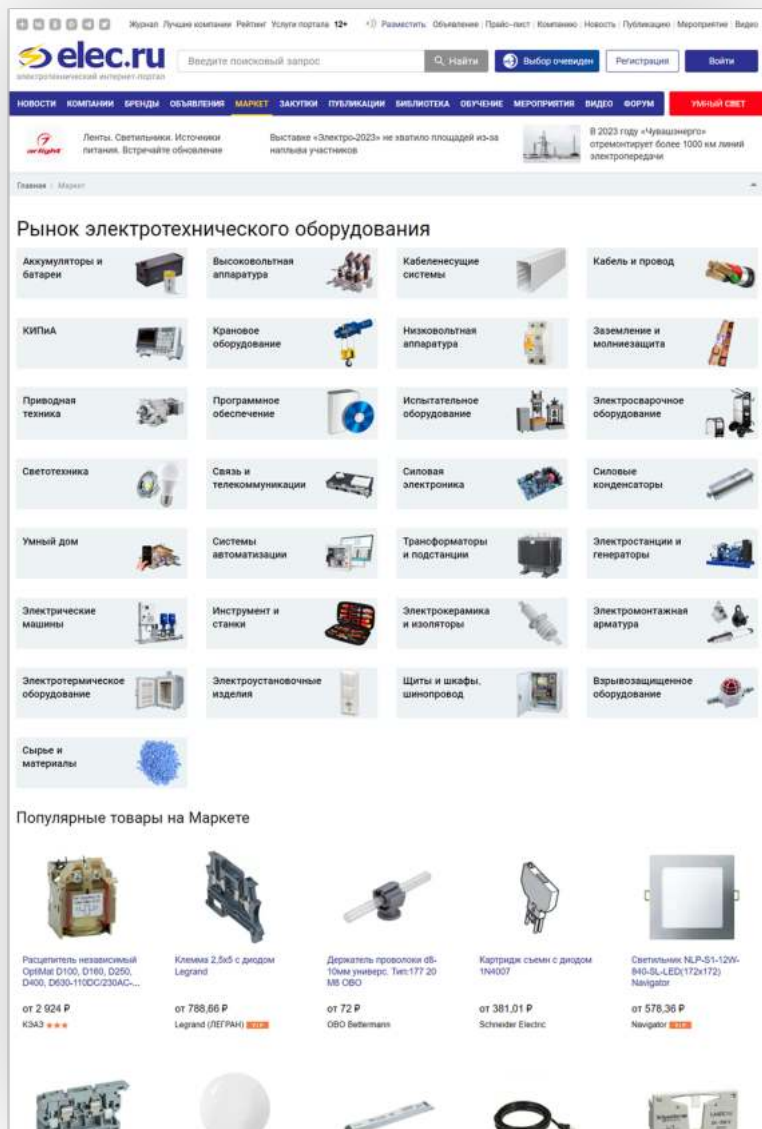 Журнал Лучшие компании Рейтинг Услуги портала 12+ Разместить: Объявление | Прайс-лист | Компанию | Новость | Публикацию | Мероприятие | Видео
elec.ru
электротехнический интернет-портал
Введите поисковый запрос
Найти
Выбор очевиден
Регистрация
Войти
НОВОСТИ КОМПАНИИ БРЕНДЫ ОБЪЯВЛЕНИЯ МАРКЕТ ЗАКУПКИ ПУБЛИКАЦИИ БИБЛИОТЕКА ОБУЧЕНИЕ МЕРОПРИЯТИЯ ВИДЕО ФОРУМ УМНЫЙ СВЕТ
arlight
Ленты. Светильники. Источники
питания. Встречайте обновление
Выставке «Электро-2023» не хватило площадей из-за
наплыва участников
В 2023 году «Чувашэнерго»
отремонтирует более 1000 км линий
электропередачи
Главная Маркет
Рынок электротехнического оборудования
Аккумуляторы и
батареи
Высоковольтная
аппаратура
Кабеленесущие
системы
Кабель и провод
КИПиА
Крановое
оборудование
Низковольтная
аппаратура
Заземление и
молниезащита
Приводная
техника
Программное
обеспечение
Испытательное
оборудование
Электросварочное
оборудование
Светотехника
Связь и
телекоммуникации
Силовая
электроника
Силовые
конденсаторы
Умный дом
Системы
автоматизации
Трансформаторы
и подстанции
Электростанции и
генераторы
Электрические
машины
Инструмент и
станки
Электрокерамика
и изоляторы
Электромонтажная
арматура
Электротермическое
оборудование
Электроустановочные
изделия
Щиты и шкафы,
шинопровод
Взрывозащищенное
оборудование
Сырье и
материалы
Популярные товары на Маркете
Расцепитель независимый
OptiMat D100, D160, D250,
D400, D630-110DC/230AC-...
от 2 924 ₽
КЭАЗ
Клемма 2,5x5 с диодом
Legrand
от 788,66 ₽
Legrand (ЛЕГРАН) VIP
Держатель проволоки d8-
10мм универс. Тип:177 20
M8 OBO
от 72 ₽
OBO Bettermann
Картридж съемн с диодом
1N4007
от 381,01 ₽
Schneider Electric
Светильник NLP-S1-12W-
840-SL-LED(172x172)
Navigator
от 578,36 ₽
Navigator VIP